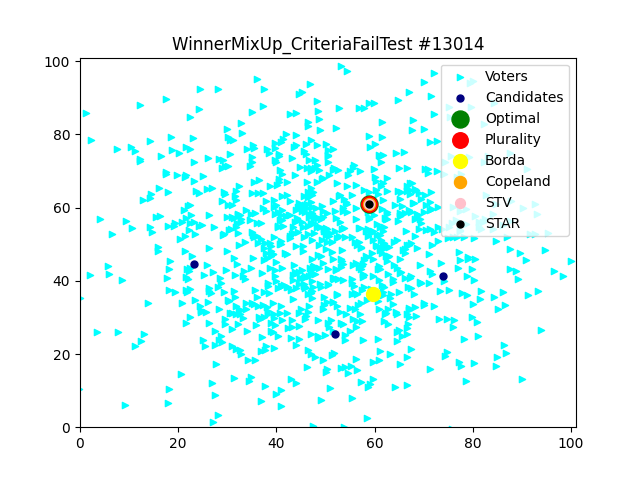 WinnerMixUp_CriteriaFailTest #13014
100
80
60
40
20
0
0 20 40 60 80 100
Voters
Candidates
Optimal
Plurality
Borda
Copeland
STV
STAR